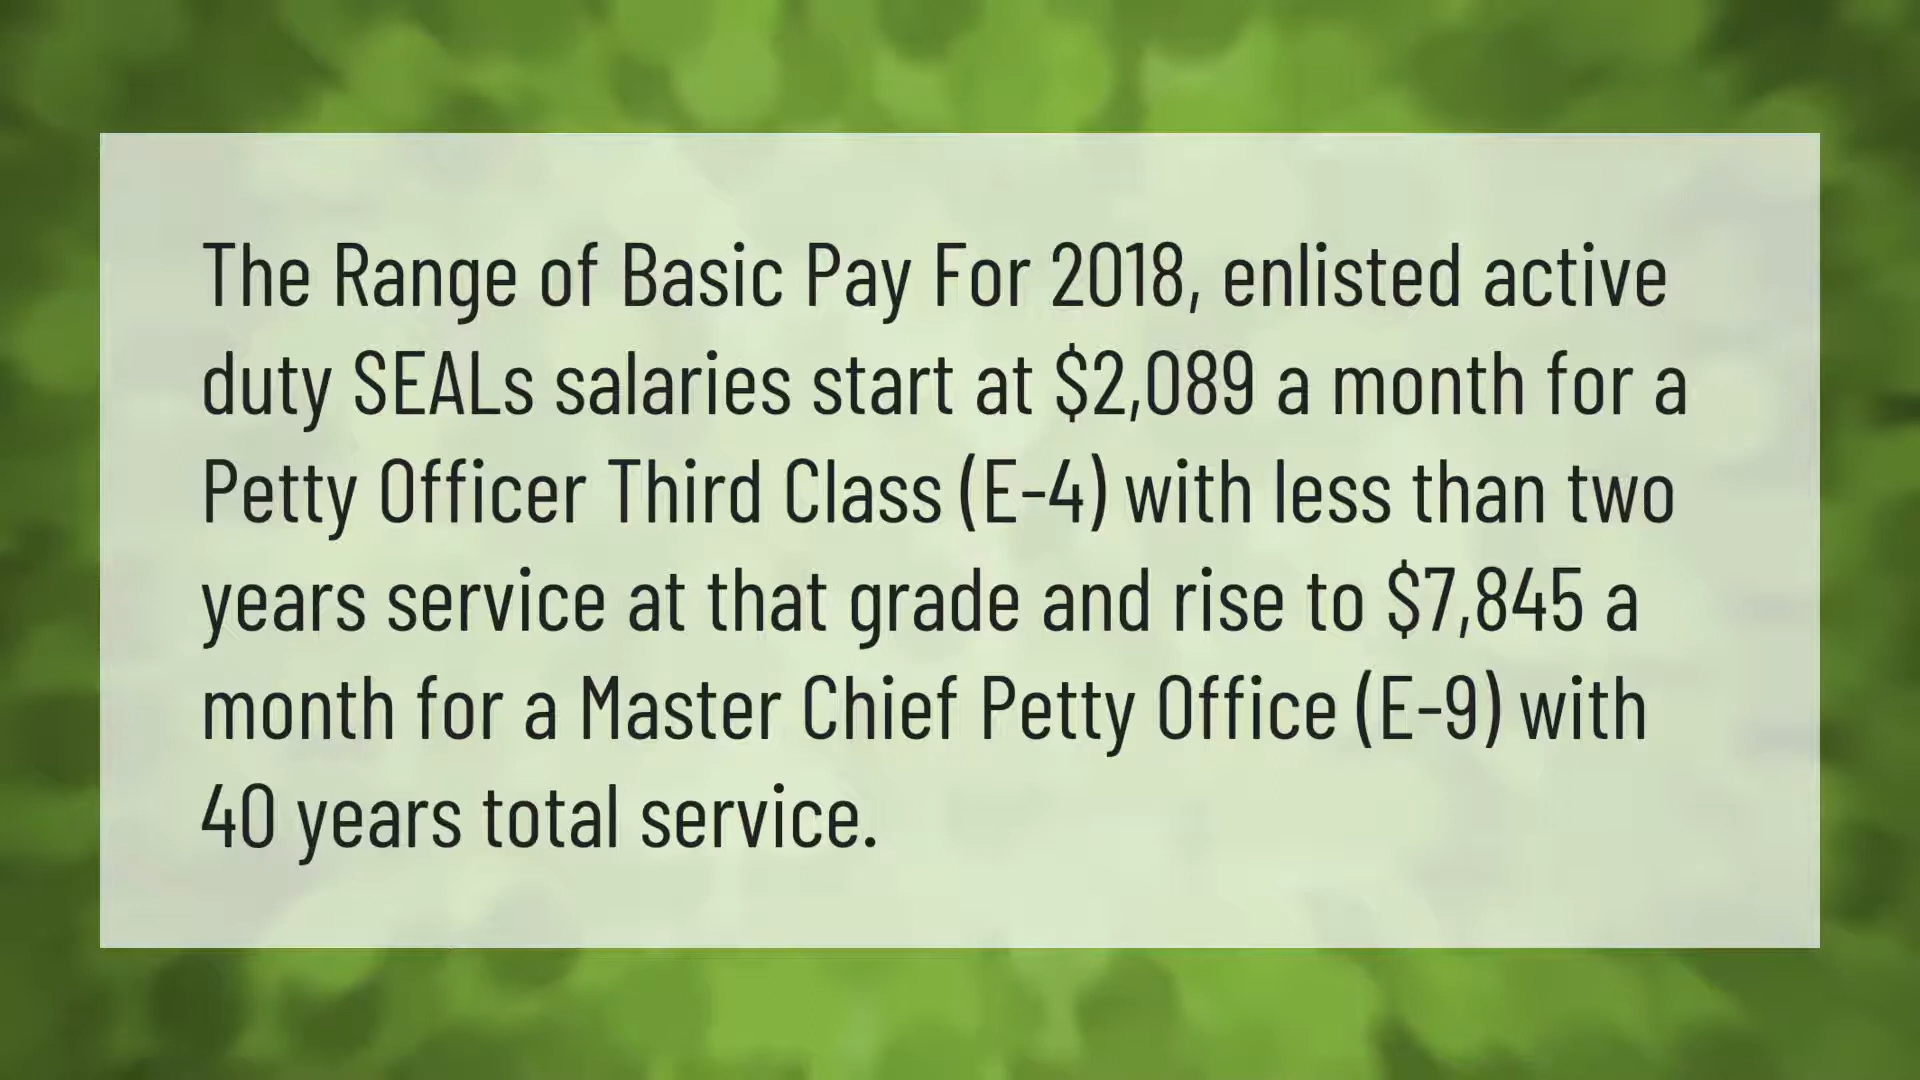 The Range of Basic Pay For 2018, enlisted active
duty SEALs salaries start at $2,089 a month for a
Petty Officer Third Class (E-4) with less than two
years service at that grade and rise to $7,845 a
month for a Master Chief Petty Office (E-9) with
40 years total service.